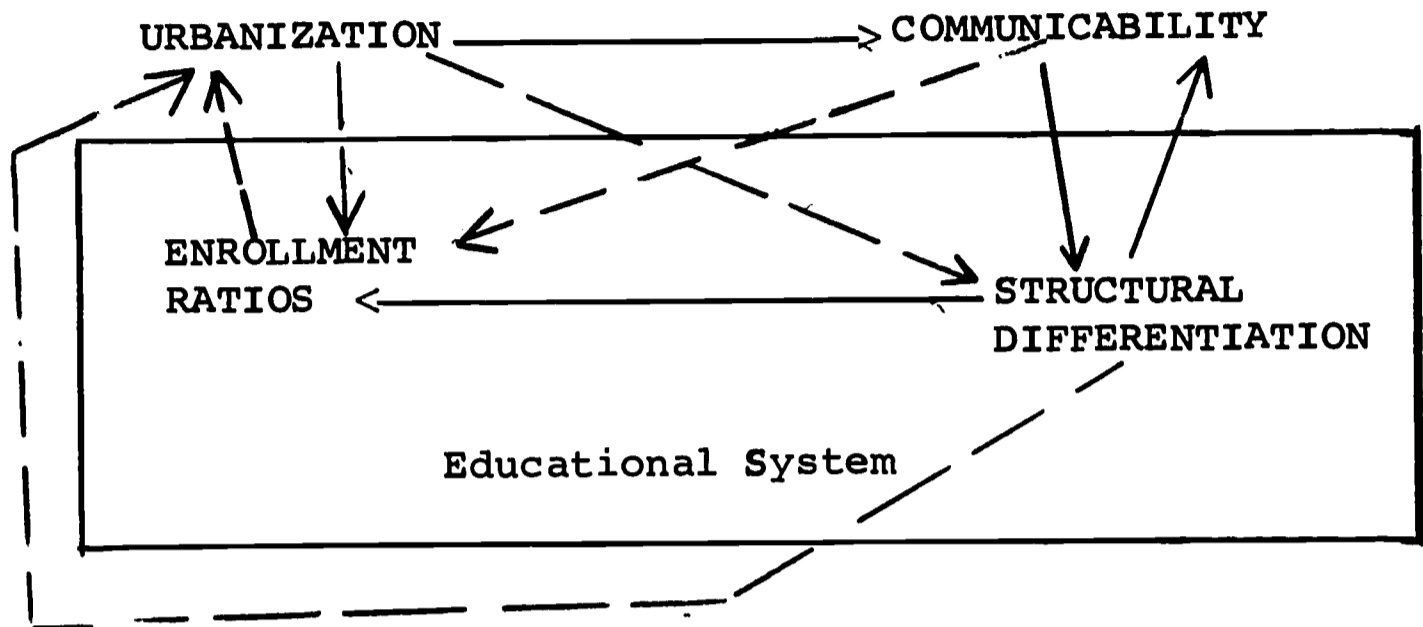 URBANIZATION
COMMUNICABILITY
ENROLLMENT
RATIOS
STRUCTURAL
DIFFERENTIATION
Educational System